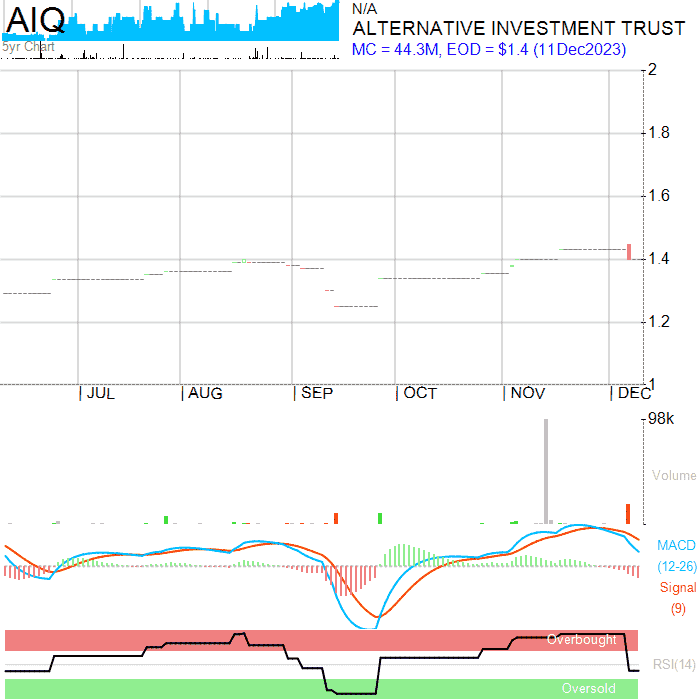 AIQ
5yr Chart
N/A
ALTERNATIVE INVESTMENT TRUST
MC = 44.3M, EOD = $1.4 (11Dec2023)
2
1.8
1.6
1.4
1.2
1
| JUL | AUG | SEP | OCT | NOV | DEC
98k
Volume
MACD
(12-26)
Signal
(9)
Overbought
RSI(14)
Oversold